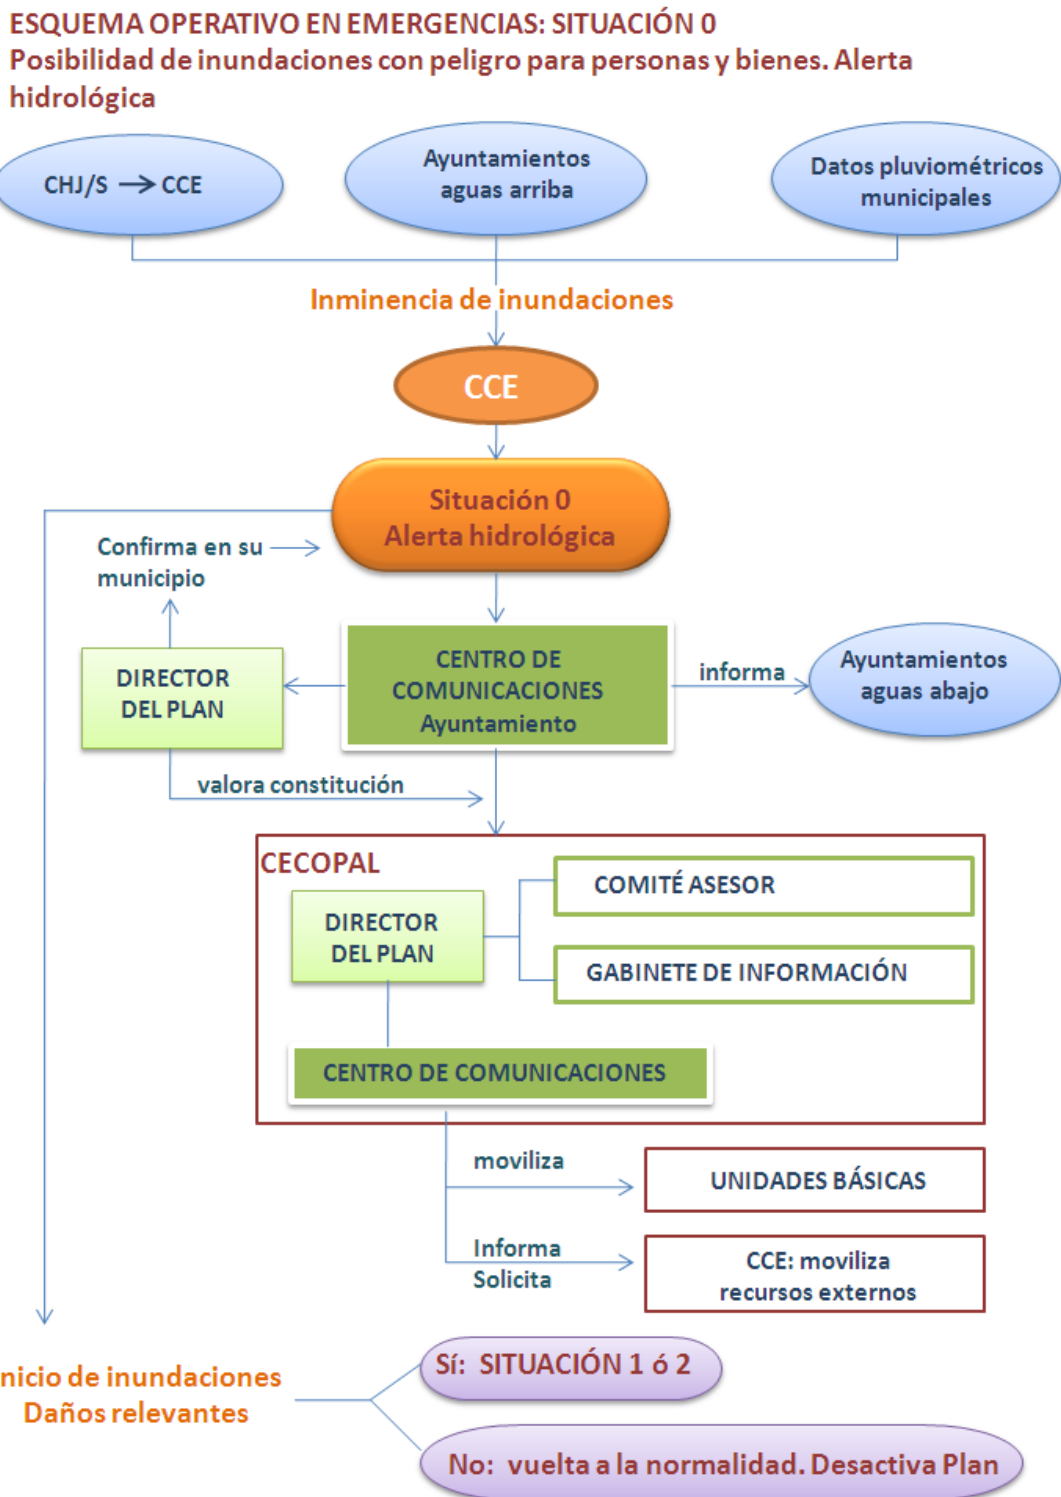 ESQUEMA OPERATIVO EN EMERGENCIAS: SITUACIÓN 0
Posibilidad de inundaciones con peligro para personas y bienes. Alerta
hidrológica
CHJ/S → CCE
Ayuntamientos
aguas arriba
Datos pluviométricos
municipales
Inminencia de inundaciones
CCE
Situación 0
Alerta hidrológica
Confirma en su
municipio
DIRECTOR
DEL PLAN
CENTRO DE
COMUNICACIONES
Ayuntamiento
informa
Ayuntamientos
aguas abajo
valora constitución
CECOPAL
DIRECTOR
DEL PLAN
COMITÉ ASESOR
GABINETE DE INFORMACIÓN
CENTRO DE COMUNICACIONES
moviliza
UNIDADES BÁSICAS
Informa
Solicita
CCE: moviliza
recursos externos
nicio de inundaciones
Daños relevantes
Sí: SITUACIÓN 1 ó 2
No: vuelta a la normalidad. Desactiva Plan